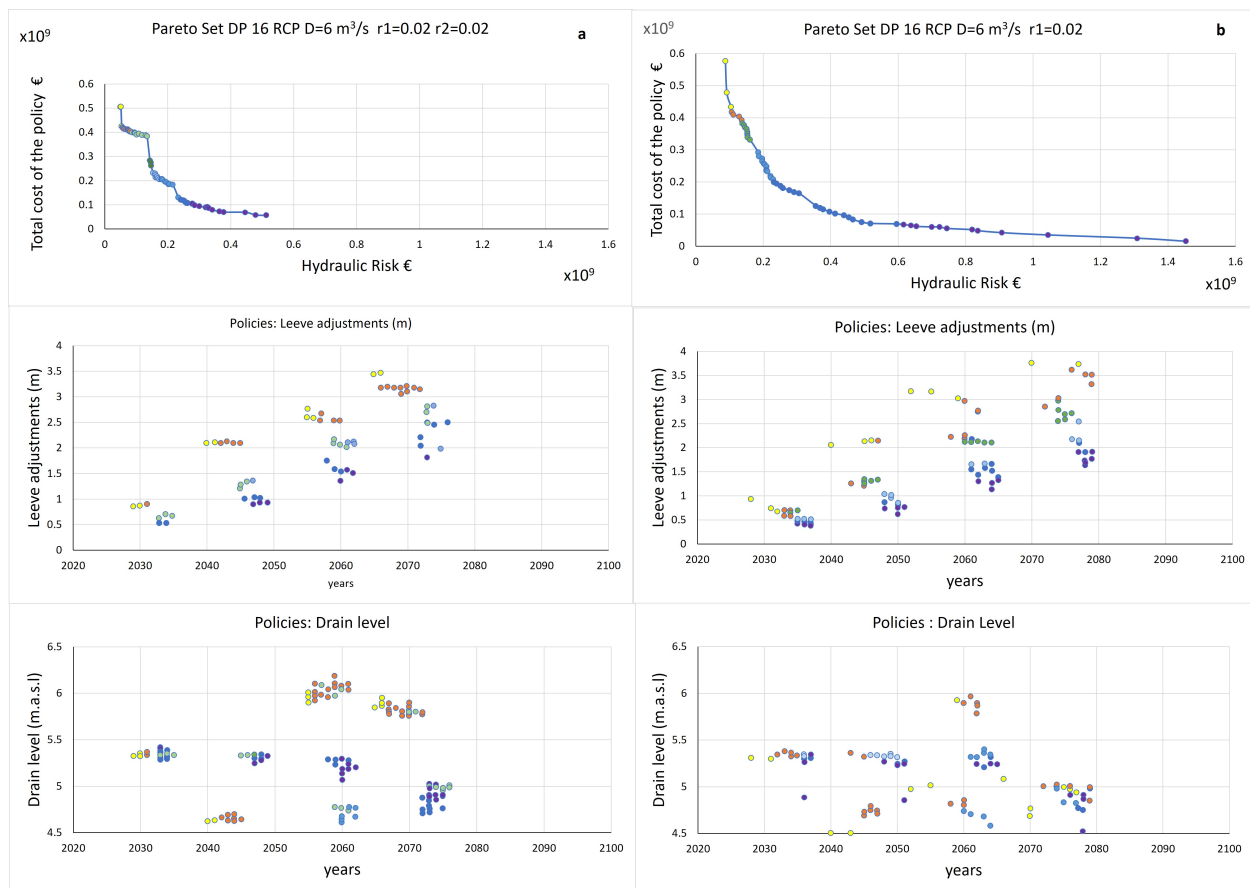 Pareto Set DP 16 RCP D=6 m³/s r1=0.02 r2=0.02
a
x10⁹
Total cost of the policy €
0.6
0.5
0.4
0.3
0.2
0.1
0
0 0.2 0.4 0.6 0.8 1 1.2 1.4 1.6
Hydraulic Risk €
x10⁹
Pareto Set DP 16 RCP D=6 m³/s r1=0.02
b
x10⁹
Total cost of the policy €
0.6
0.5
0.4
0.3
0.2
0.1
0
0 0.2 0.4 0.6 0.8 1 1.2 1.4 1.6
Hydraulic Risk €
x10⁹
Policies: Leeve adjustments (m)
Leeve adjustments (m)
4
3.5
3
2.5
2
1.5
1
0.5
0
2020 2030 2040 2050 2060 2070 2080 2090 2100
years
Policies: Leeve adjustments (m)
Leeve adjustments (m)
4
3.5
3
2.5
2
1.5
1
0.5
0
2020 2030 2040 2050 2060 2070 2080 2090 2100
years
Policies: Drain level
Drain level (m.a.s.l)
6.5
6
5.5
5
4.5
2020 2030 2040 2050 2060 2070 2080 2090 2100
years
Policies : Drain Level
Drain level (m.a.s.l)
6.5
6
5.5
5
4.5
2020 2030 2040 2050 2060 2070 2080 2090 2100
years